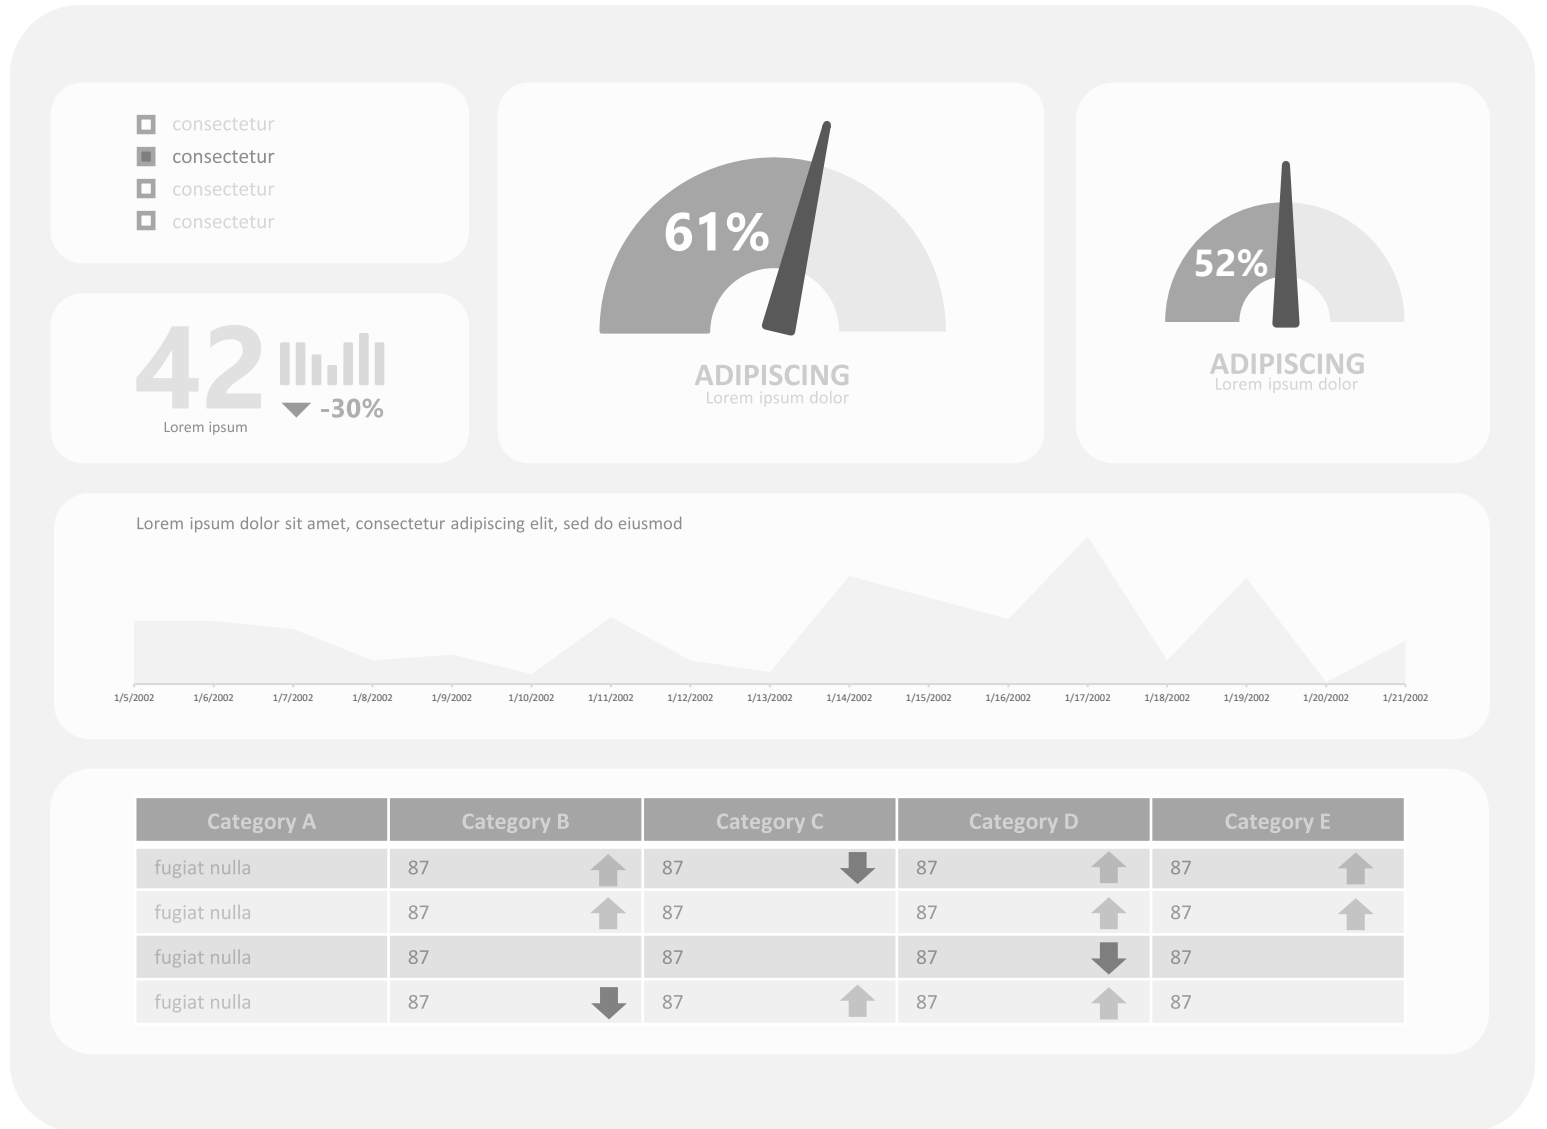 consectetur
consectetur
consectetur
consectetur
42
-30%
Lorem ipsum
61%
ADIPISCING
Lorem ipsum dolor
52%
ADIPISCING
Lorem ipsum dolor
Lorem ipsum dolor sit amet, consectetur adipiscing elit, sed do eiusmod
1/5/2002 1/6/2002 1/7/2002 1/8/2002 1/9/2002 1/10/2002 1/11/2002 1/12/2002 1/13/2002 1/14/2002 1/15/2002 1/16/2002 1/17/2002 1/18/2002 1/19/2002 1/20/2002 1/21/2002
Category A Category B Category C Category D Category E
fugiat nulla 87 87 87 87
fugiat nulla 87 87 87 87
fugiat nulla 87 87 87 87
fugiat nulla 87 87 87 87